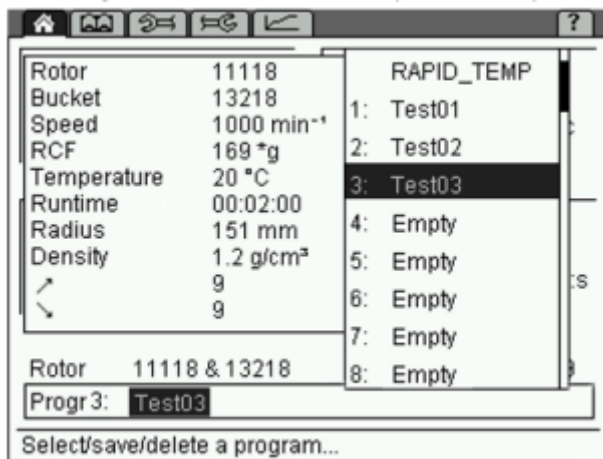 ?
Rotor 11118
Bucket 13218
Speed 1000 min⁻¹
RCF 169 *g
Temperature 20 °C
Runtime 00:02:00
Radius 151 mm
Density 1.2 g/cm³
↗ 9
↘ 9
RAPID_TEMP
1: Test01
2: Test02
3: Test03
4: Empty
5: Empty
6: Empty
7: Empty
8: Empty
Rotor 11118 & 13218
Progr 3: Test03
Select/save/delete a program...